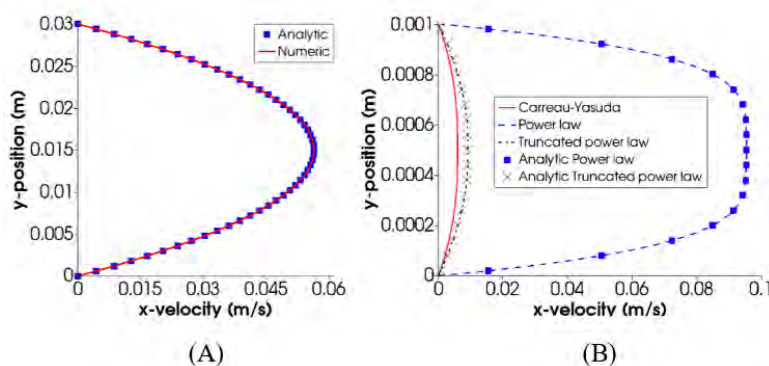 0.03
0.025
0.02
0.015
0.01
0.005
0
y-position (m)
Analytic
Numeric
0 0.015 0.03 0.045 0.06
x-velocity (m/s)
(A)
0.001
0.0008
0.0006
0.0004
0.0002
0
y-position (m)
Carreau-Yasuda
Power law
Truncated power law
Analytic Power law
Analytic Truncated power law
0 0.02 0.04 0.06 0.08 0.1
x-velocity (m/s)
(B)